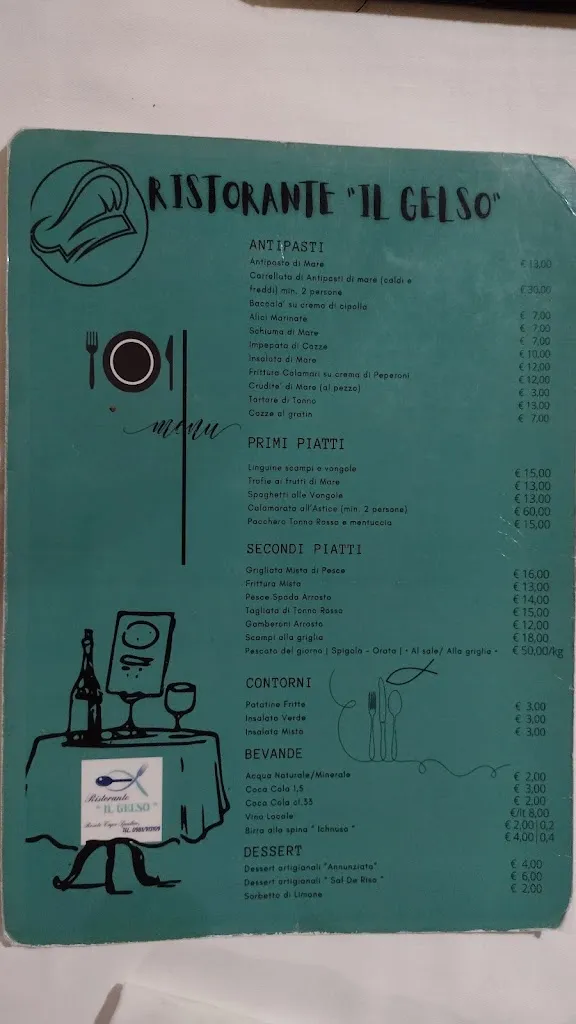 RISTORANTE "IL GELSO"
ANTIPASTI
Antipasto di Mare € 13,00
Carrellata di Antipasti di mare (caldi e
freddi) min. 2 persone € 30,00
Baccala' su crema di cipolla € 7,00
Alici Marinate € 7,00
Schiuma di Mare € 7,00
Impepata di Cozze € 10,00
Insalata di Mare € 12,00
Frittura Calamari su crema di Peperoni € 12,00
Crudite' di Mare (al pezzo) € 3,00
Tartare di Tonno € 13,00
Cozze al gratin € 7,00
menu
PRIMI PIATTI
Linguine scampi e vongole € 15,00
Trofie ai frutti di Mare € 13,00
Spaghetti alle Vongole € 13,00
Calamarata all'Astice (min. 2 persone) € 60,00
Pacchero Tonno Rosso e mentuccia € 15,00
SECONDI PIATTI
Grigliata Mista di Pesce € 16,00
Frittura Mista € 13,00
Pesce Spada Arrosto € 14,00
Tagliata di Tonno Rosso € 15,00
Gamberoni Arrosto € 12,00
Scampi alla griglia € 18,00
Pescato del giorno ( Spigola - Orata ) • Al sale/ Alla griglia • € 50,00/kg
CONTORNI
Patatine Fritte € 3,00
Insalata Verde € 3,00
Insalata Mista € 3,00
BEVANDE
Acqua Naturale/Minerale € 2,00
Coca Cola 1,5 € 3,00
Coca Cola cl.33 € 2,00
Vino Locale €/lt 8,00
Birra alla spina " Ichnusa " € 2,00|0,2
€ 4,00|0,4
DESSERT
Dessert artigianali "Annunziata" € 4,00
Dessert artigianali " Sal De Riso " € 6,00
Sorbetto di Limone € 2,00
Ristorante
" IL GELSO "